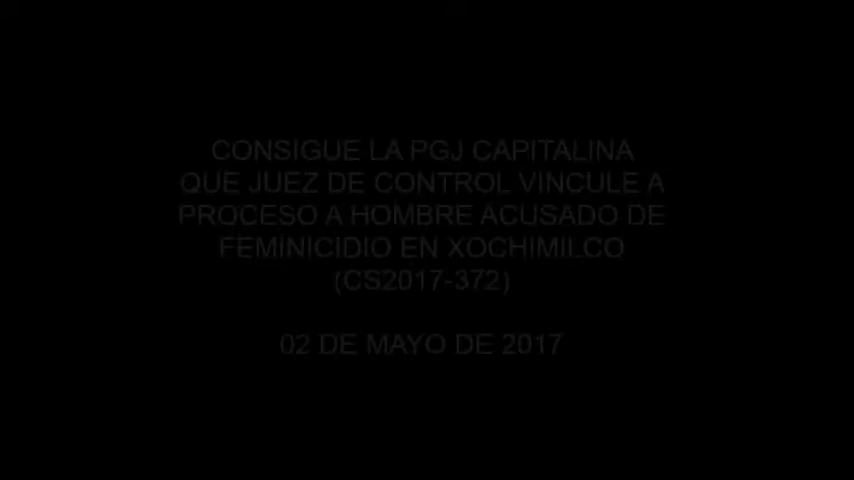 CONSIGUE LA PGJ CAPITALINA
QUE JUEZ DE CONTROL VINCULE A
PROCESO A HOMBRE ACUSADO DE
FEMINICIDIO EN XOCHIMILCO
(CS2017-372)
02 DE MAYO DE 2017